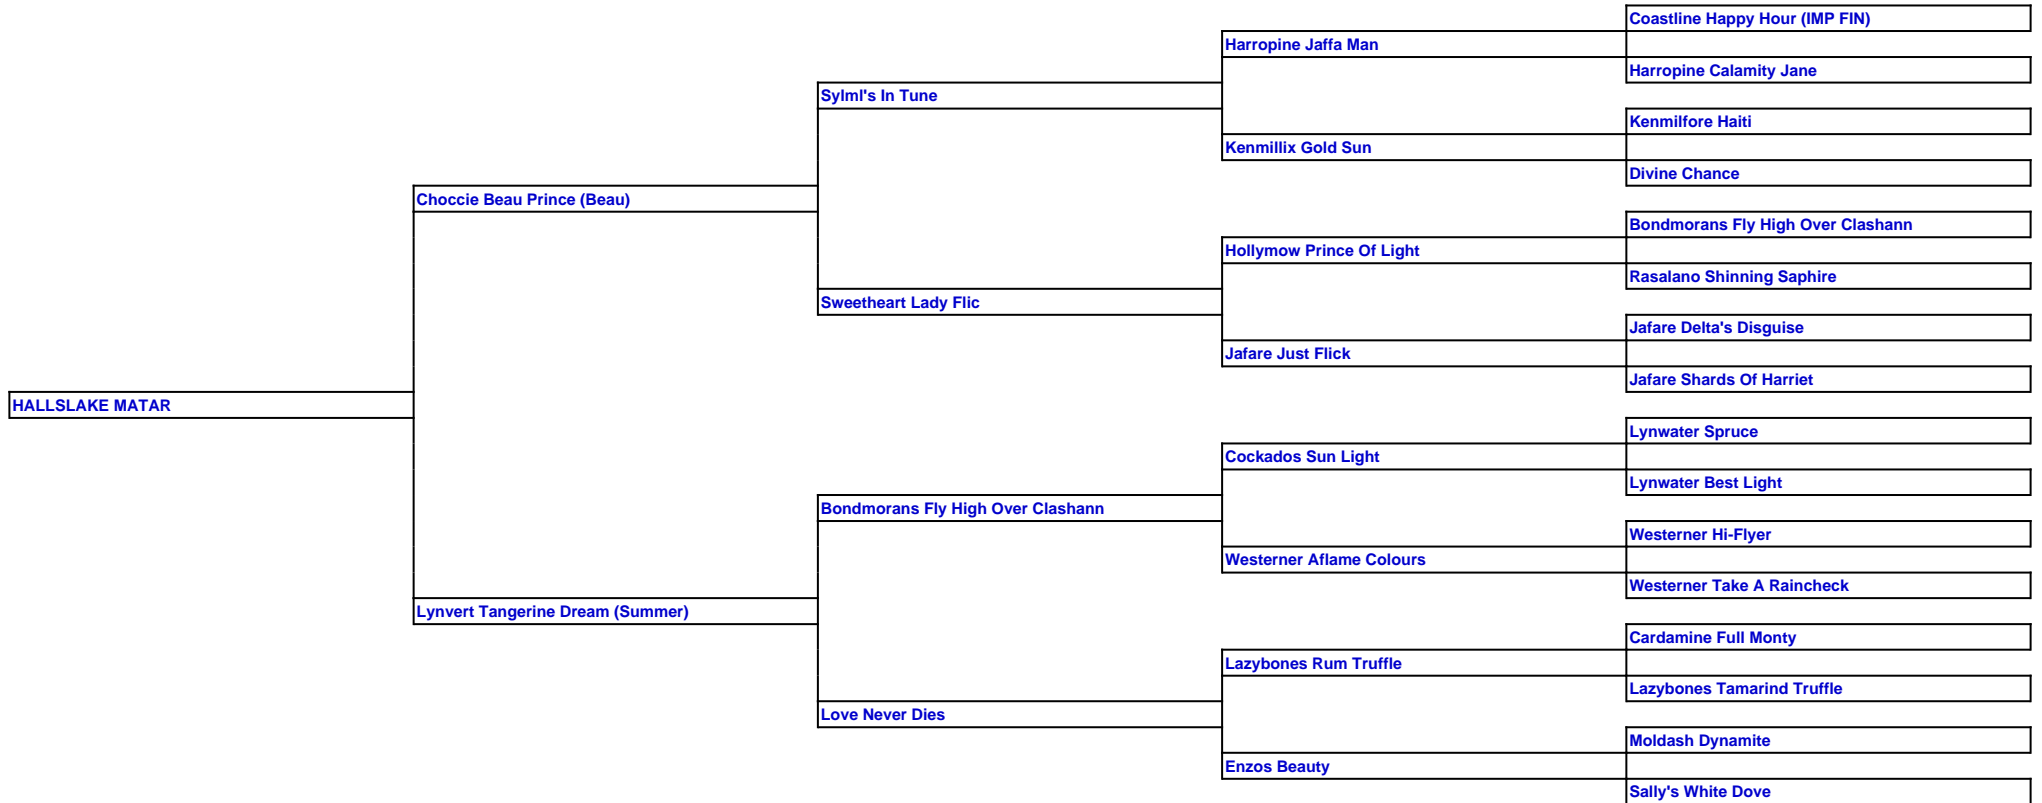 Coastline Happy Hour (IMP FIN)
Harropine Jaffa Man
Harropine Calamity Jane
Sylml's In Tune
Kenmilfore Haiti
Kenmillix Gold Sun
Divine Chance
Choccie Beau Prince (Beau)
Bondmorans Fly High Over Clashann
Hollymow Prince Of Light
Rasalano Shinning Saphire
Sweetheart Lady Flic
Jafare Delta's Disguise
Jafare Just Flick
Jafare Shards Of Harriet
HALLSLAKE MATAR
Lynwater Spruce
Cockados Sun Light
Lynwater Best Light
Bondmorans Fly High Over Clashann
Westerner Hi-Flyer
Westerner Aflame Colours
Westerner Take A Raincheck
Lynvert Tangerine Dream (Summer)
Cardamine Full Monty
Lazybones Rum Truffle
Lazybones Tamarind Truffle
Love Never Dies
Moldash Dynamite
Enzos Beauty
Sally's White Dove